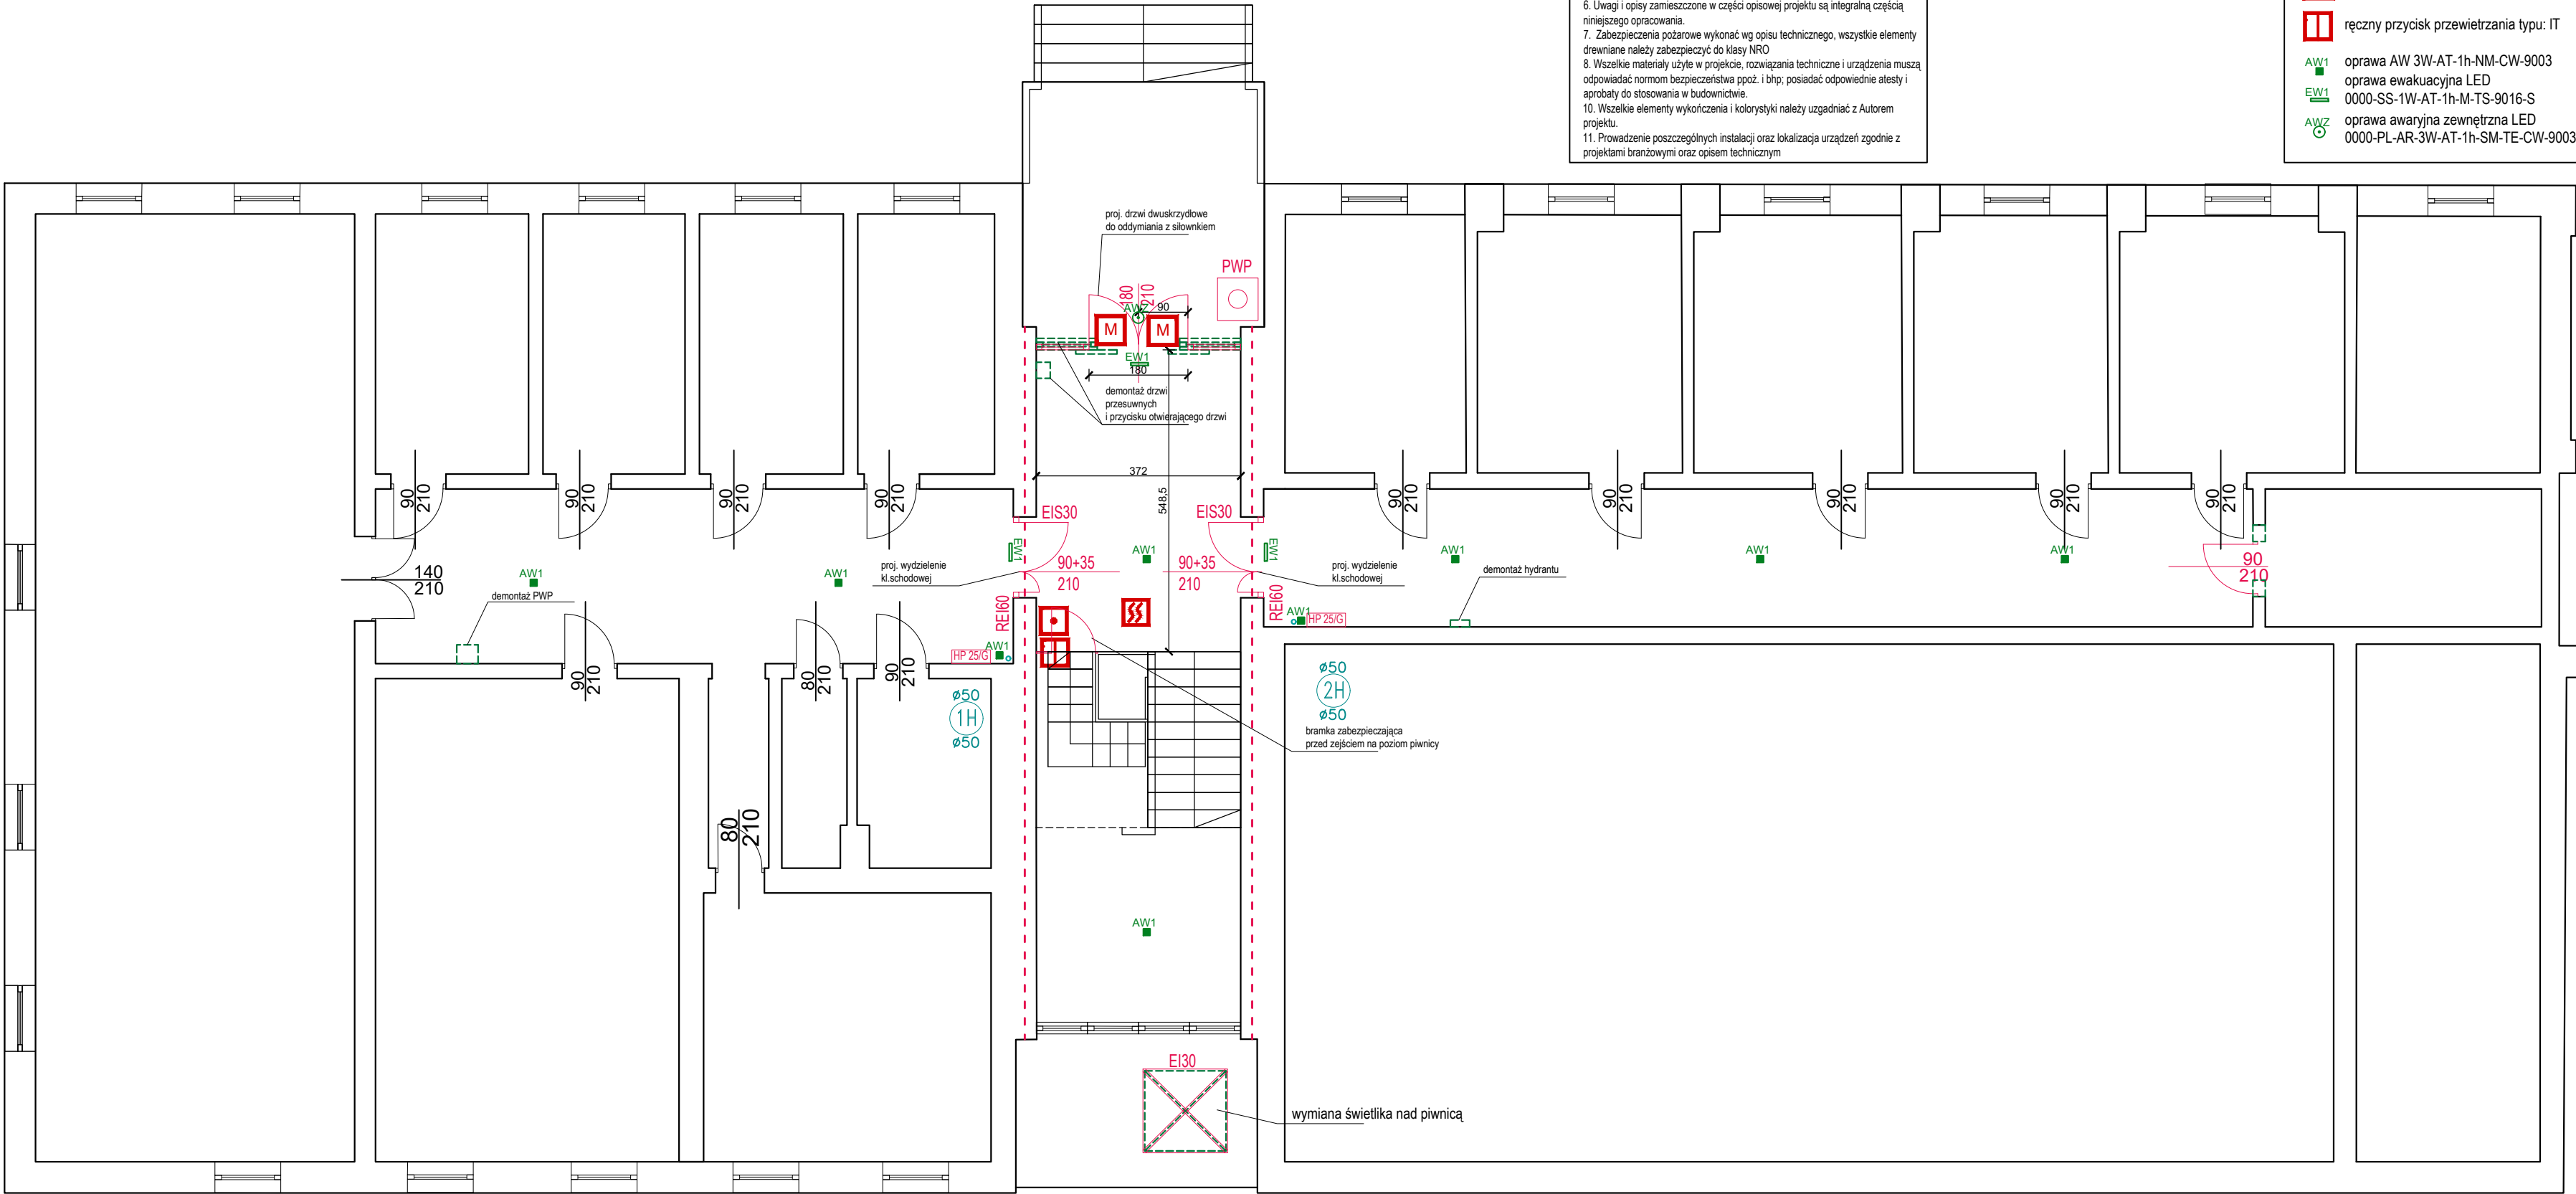 6. Uwagi i opisy zamieszczone w części opisowej projektu są integralną częścią
niniejszego opracowania.
7. Zabezpieczenia pożarowe wykonać wg opisu technicznego, wszystkie elementy
drewniane należy zabezpieczyć do klasy NRO
8. Wszelkie materiały użyte w projekcie, rozwiązania techniczne i urządzenia muszą
odpowiadać normom bezpieczeństwa ppoż. i bhp; posiadać odpowiednie atesty i
aprobaty do stosowania w budownictwie.
10. Wszelkie elementy wykończenia i kolorystyki należy uzgadniać z Autorem
projektu.
11. Prowadzenie poszczególnych instalacji oraz lokalizacja urządzeń zgodnie z
projektami branżowymi oraz opisem technicznym
ręczny przycisk przewietrzania typu: IT
AW1 oprawa AW 3W-AT-1h-NM-CW-9003
oprawa ewakuacyjna LED
EW1 0000-SS-1W-AT-1h-M-TS-9016-S
AWZ oprawa awaryjna zewnętrzna LED
0000-PL-AR-3W-AT-1h-SM-TE-CW-9003
proj. drzwi dwuskrzydłowe
do oddymiania z siłownkiem
PWP
180
210
AWZ
90
M
M
EW1
180
demontaż drzwi
przesuwnych
i przycisku otwierającego drzwi
372
548,5
90
210
90
210
90
210
90
210
90
210
90
210
90
210
90
210
90
210
EIS30
EIS30
EW1
EW1
90+35
210
90+35
210
AW1
AW1
AW1
AW1
AW1
AW1
proj. wydzielenie
kl.schodowej
proj. wydzielenie
kl.schodowej
140
210
demontaż PWP
demontaż hydrantu
90
210
REI60
REI60
AW1
HP 25/G
AW1
HP 25/G
90
210
80
210
90
210
ø50
1H
ø50
ø50
2H
ø50
bramka zabezpieczająca
przed zejściem na poziom piwnicy
80
210
AW1
EI30
wymiana świetlika nad piwnicą